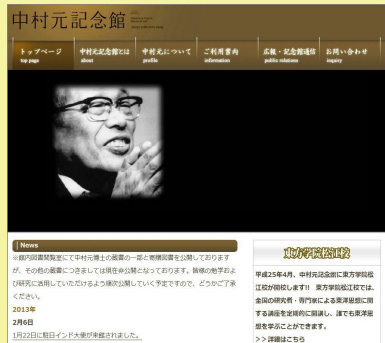 中村元記念館
トップページ 中村元記念館とは 中村元について ご利用案内 広報・記念館通信 お問い合わせ
top page about profile information public relations inquiry
News
※館内図書閲覧室にて中村元博士の蔵書の一部と寄贈図書を公開しております
が、その他の蔵書につきましては現在非公開となっております。皆様の勉学およ
び研究に活用していただけるよう順次公開していく予定ですので、どうかご了承
ください。
2013年
2月6日
1月22日に駐日インド大使が来館されました。
東方学院松江校
平成25年4月、中村元記念館に東方学院松
江校が開校します!! 東方学院松江校では、
全国の研究者・専門家による東洋思想に関
する講座を定期的に開講し、誰でも東洋思
想を学ぶことができます。
>>詳細はこちら